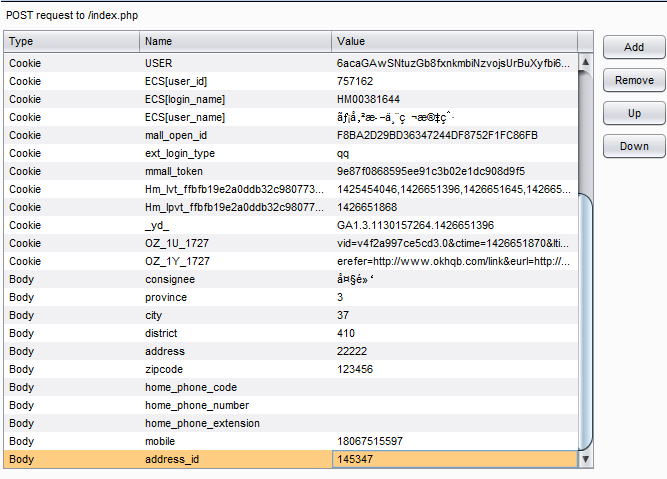 POST request to /index.php
Type Name Value
Cookie USER 6acaGAwSNtuzGb8fxnkmbiNzvojsUrBuXyfbi6...
Cookie ECS[user_id] 757162
Cookie ECS[login_name] HM00381644
Cookie ECS[login_name]
Cookie mall_open_id F8BA2D29BD36347244DF8752F1FC86FB
Cookie ext_login_type qq
Cookie mmall_token 9e87f0868595ee91c3b02e1dc908d9f5
Cookie Hm_lvt_ffbfb19e2a0ddb32c980773... 1425454046,1426651396,1426651645,142665...
Cookie Hm_lpvt_ffbfb19e2a0ddb32c98077... 1426651868
Cookie _yd_ GA1.3.1130157264.1426651396
Cookie OZ_1U_1727 vid=v4f2a997ce5cd3.0&ctime=1426651870&lti...
Cookie OZ_1Y_1727 erefer=http://www.okhqb.com/link&eurl=http://...
Body consignee å¤§é»‘
Body province 3
Body city 37
Body district 410
Body address 22222
Body zipcode 123456
Body home_phone_code
Body home_phone_number
Body home_phone_extension
Body mobile 18067515597
Body address_id 145347
Add
Remove
Up
Down